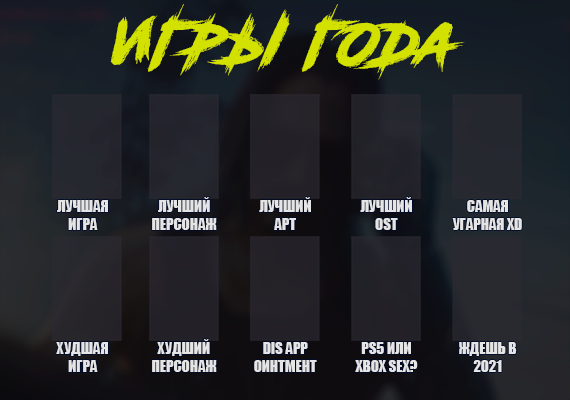 ИГРЫ ГОДА
ЛУЧШАЯ ИГРА
ЛУЧШИЙ ПЕРСОНАЖ
ЛУЧШИЙ АРТ
ЛУЧШИЙ OST
САМАЯ УГАРНАЯ XD
ХУДШАЯ ИГРА
ХУДШИЙ ПЕРСОНАЖ
DIS APP ОИНТМЕНТ
PS5 ИЛИ XBOX SEX?
ЖДЕШЬ В 2021